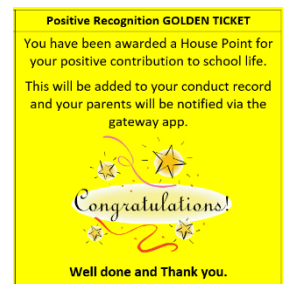 Positive Recognition GOLDEN TICKET
You have been awarded a House Point for
your positive contribution to school life.
This will be added to your conduct record
and your parents will be notified via the
gateway app.
Congratulations!
Well done and Thank you.